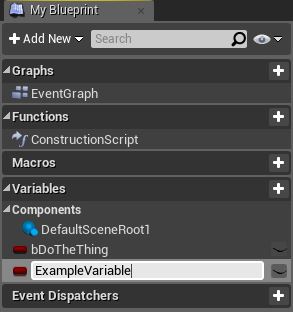 My Blueprint
Add New Search
Graphs
EventGraph
Functions
ConstructionScript
Macros
Variables
Components
DefaultSceneRoot1
bDoTheThing
ExampleVariable
Event Dispatchers